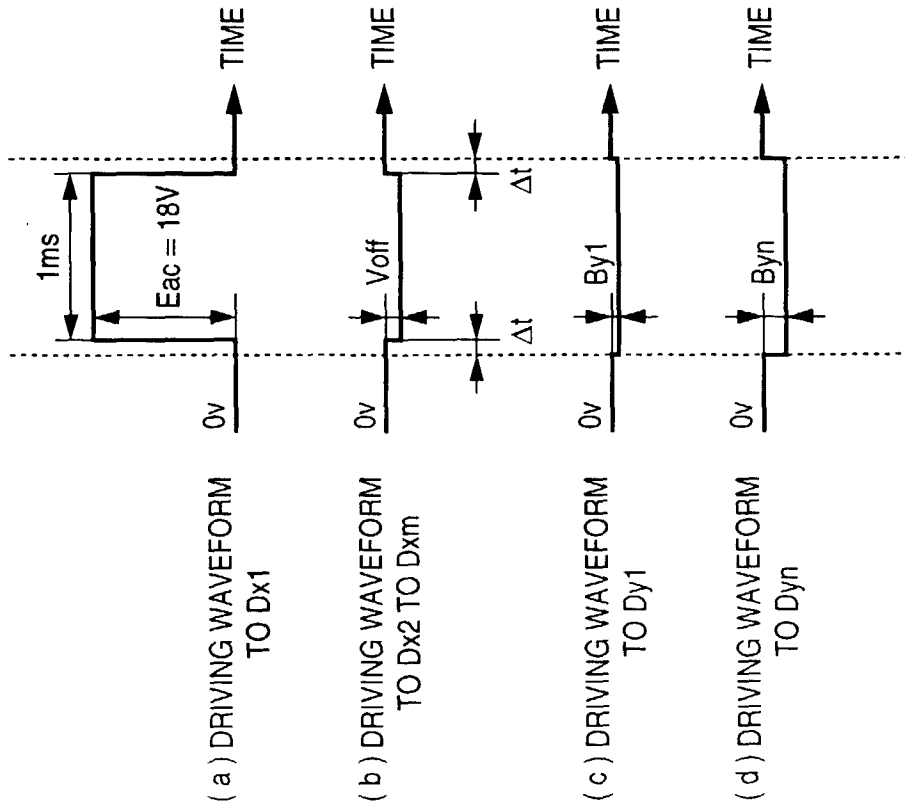 ( a ) DRIVING WAVEFORM
TO Dx1
0v
Eac = 18V
1ms
TIME
( b ) DRIVING WAVEFORM
TO Dx2 TO Dxm
0v
Voff
Δt
Δt
TIME
( c ) DRIVING WAVEFORM
TO Dy1
0v
By1
TIME
( d ) DRIVING WAVEFORM
TO Dyn
0v
Byn
TIME